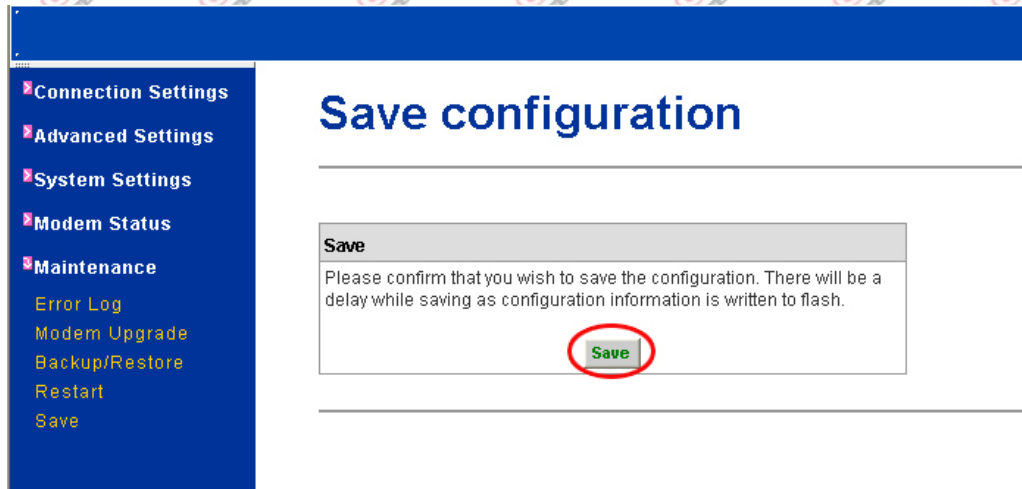 Connection Settings
Advanced Settings
System Settings
Modem Status
Maintenance
Error Log
Modem Upgrade
Backup/Restore
Restart
Save
Save configuration
Save
Please confirm that you wish to save the configuration. There will be a
delay while saving as configuration information is written to flash.
Save